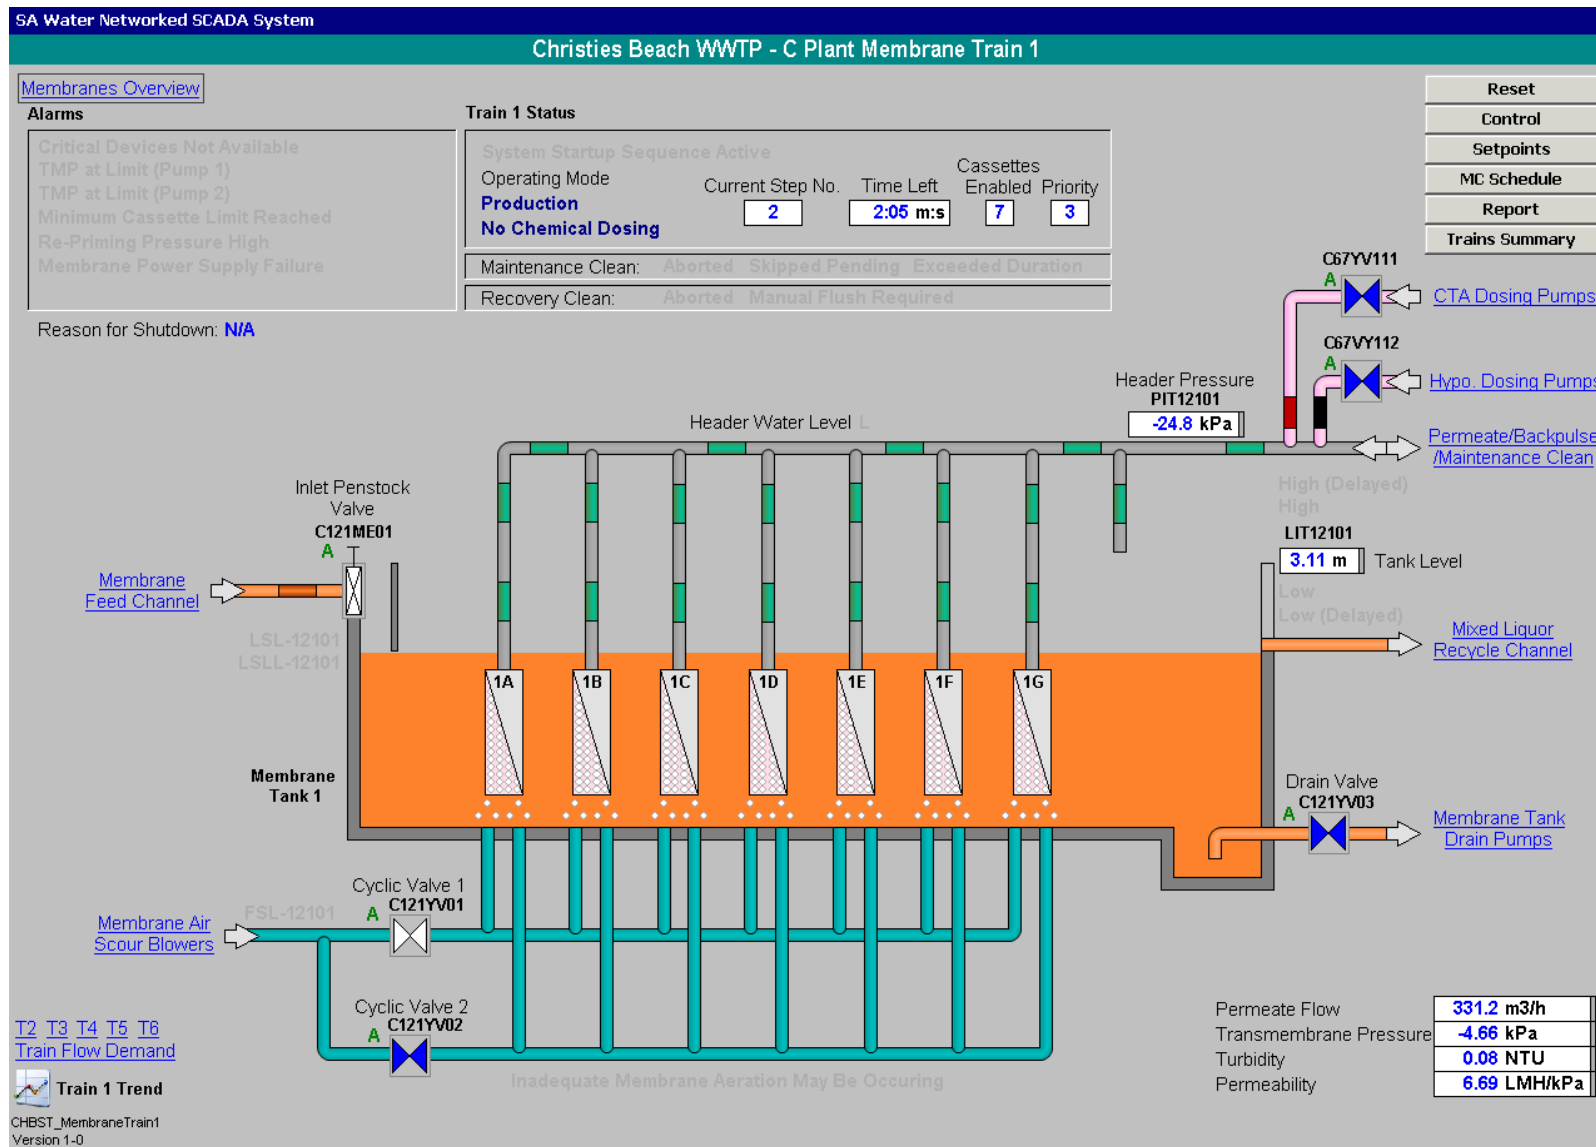 SA Water Networked SCADA System
Christies Beach WWTP - C Plant Membrane Train 1
Membranes Overview
Alarms
Critical Devices Not Available
TMP at Limit (Pump 1)
TMP at Limit (Pump 2)
Minimum Cassette Limit Reached
Re-Priming Pressure High
Membrane Power Supply Failure
Reason for Shutdown: N/A
Train 1 Status
System Startup Sequence Active
Operating Mode
Production
No Chemical Dosing
Current Step No.
2
Time Left
2:05 m:s
Cassettes
Enabled
7
Priority
3
Maintenance Clean: Aborted Skipped Pending Exceeded Duration
Recovery Clean: Aborted Manual Flush Required
Reset
Control
Setpoints
MC Schedule
Report
Trains Summary
C67YV111
A
CTA Dosing Pumps
C67VY112
A
Hypo. Dosing Pumps
Header Pressure
PIT12101
-24.8 kPa
Header Water Level L
Permeate/Backpulse
/Maintenance Clean
High (Delayed)
High
LIT12101
3.11 m
Tank Level
Low
Low (Delayed)
Inlet Penstock
Valve
C121ME01
A
Membrane
Feed Channel
LSL-12101
LSLL-12101
Mixed Liquor
Recycle Channel
1A
1B
1C
1D
1E
1F
1G
Membrane
Tank 1
Drain Valve
C121YV03
A
Membrane Tank
Drain Pumps
Cyclic Valve 1
C121YV01
A
FSL-12101
Membrane Air
Scour Blowers
Cyclic Valve 2
C121YV02
A
Inadequate Membrane Aeration May Be Occuring
T2 T3 T4 T5 T6
Train Flow Demand
Train 1 Trend
CHBST_MembraneTrain1
Version 1-0
Permeate Flow 331.2 m3/h
Transmembrane Pressure -4.66 kPa
Turbidity 0.08 NTU
Permeability 6.69 LMH/kPa